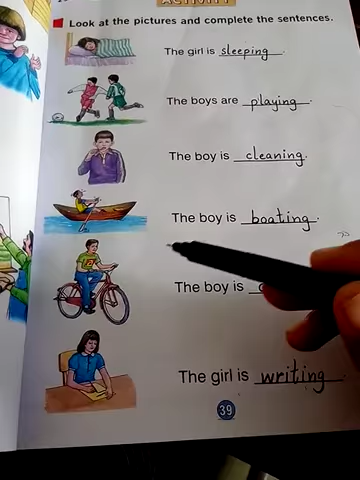 ACTIVITY
Look at the pictures and complete the sentences.
The girl is sleeping.
The boys are playing.
The boy is cleaning.
The boy is boating.
The boy is
The girl is writing.
39